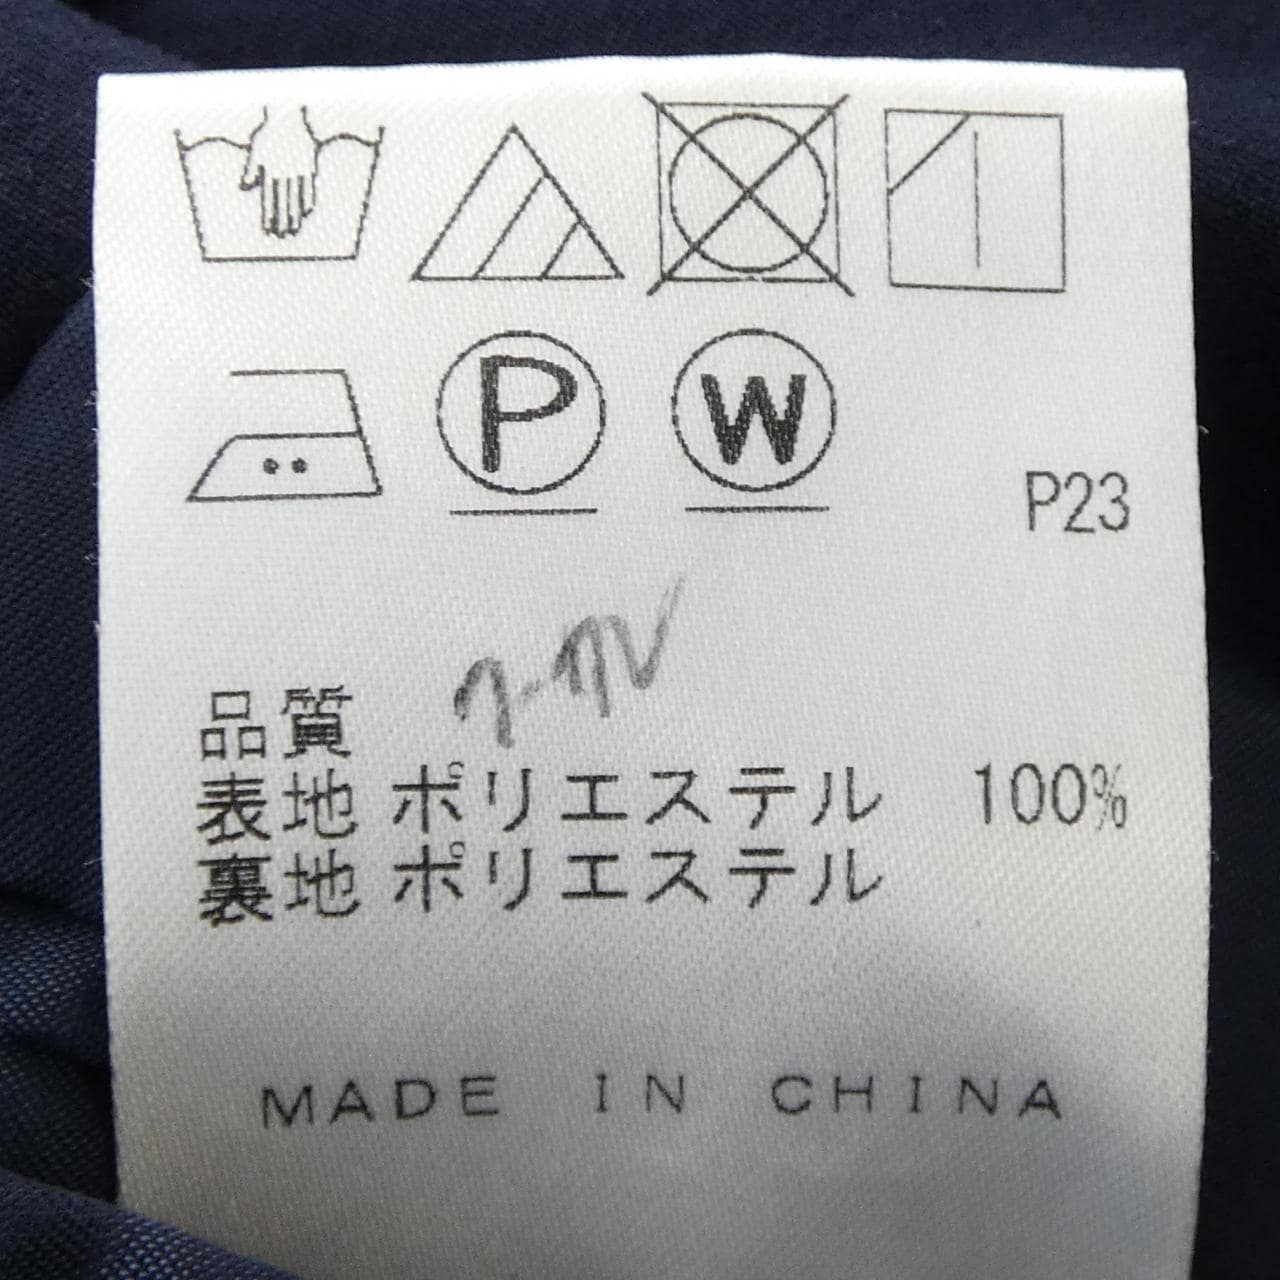 P W
P23
品質
表地 ポリエステル 100%
裏地 ポリエステル
MADE IN CHINA